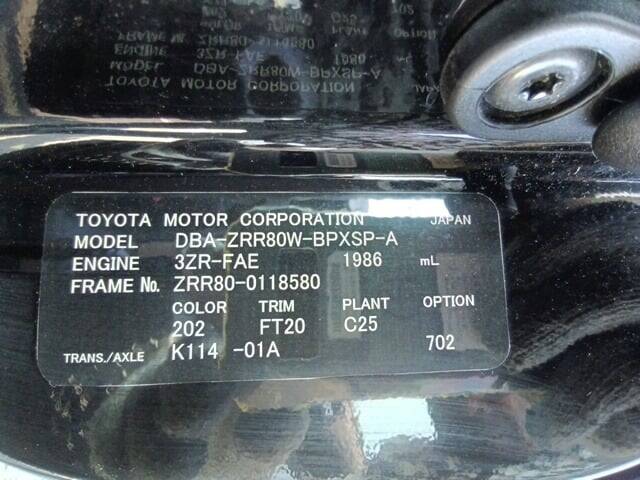 TOYOTA MOTOR CORPORATION JAPAN
MODEL DBA-ZRR80W-BPXSP-A
ENGINE 3ZR-FAE 1986 mL
FRAME No. ZRR80-0118580
COLOR TRIM PLANT OPTION
202 FT20 C25 702
TRANS./AXLE K114 -01A